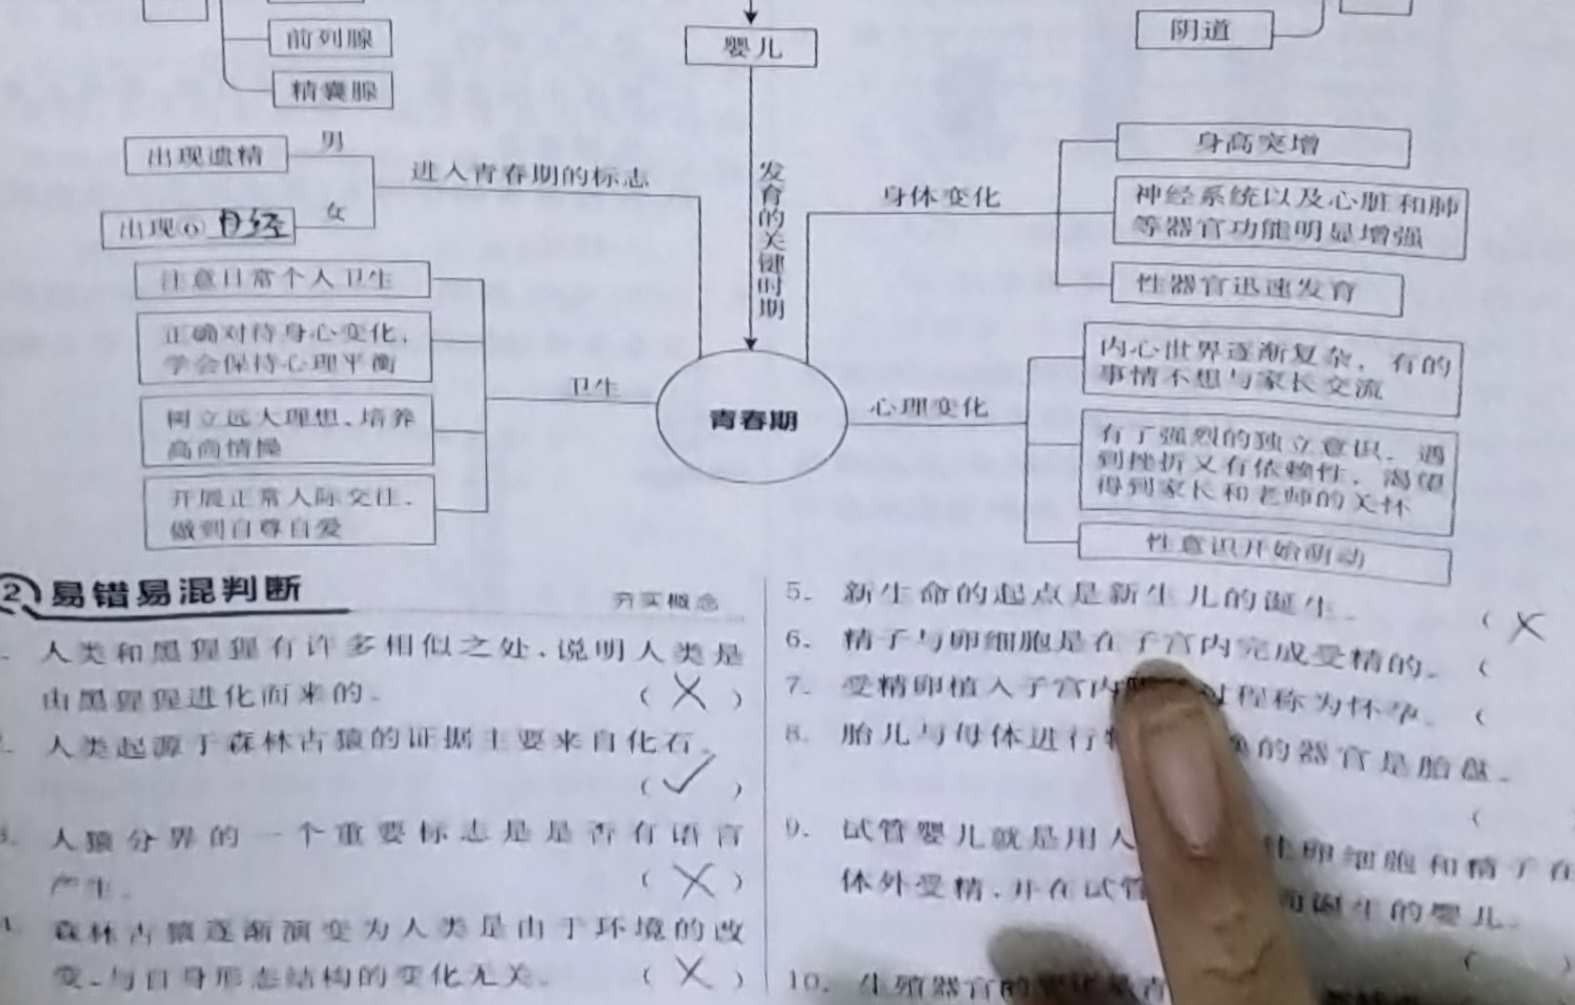 前列腺
精囊腺
婴儿
阴道
出现遗精
男
进入青春期的标志
出现⑥月经
女
发育的关键时期
身体变化
身高突增
神经系统以及心脏和肺
等器官功能明显增强
性器官迅速发育
注意日常个人卫生
正确对待身心变化,
学会保持心理平衡
树立远大理想、培养
高尚情操
开展正常人际交往,
做到自尊自爱
卫生
青春期
心理变化
内心世界逐渐复杂,有的
事情不想与家长交流
有了强烈的独立意识,遇
到挫折又有依赖性,渴望
得到家长和老师的关怀
性意识开始萌动
2 易错易混判断
夯实概念
人类和黑猩猩有许多相似之处,说明人类是
由黑猩猩进化而来的。 (×)
人类起源于森林古猿的证据主要来自化石。
(✓)
人猿分界的一个重要标志是是否有语言
产生。 (×)
森林古猿逐渐演变为人类是由于环境的改
变,与自身形态结构的变化无关。 (×)
5. 新生命的起点是新生儿的诞生。 (×
6. 精子与卵细胞是在子宫内完成受精的。 (
7. 受精卵植入子宫内 过程称为怀孕。 (
8. 胎儿与母体进行 的器官是胎盘。
(
9. 试管婴儿就是用人 卵细胞和精子在
体外受精,并在试管 诞生的婴儿。
( )
10. 生殖器官的